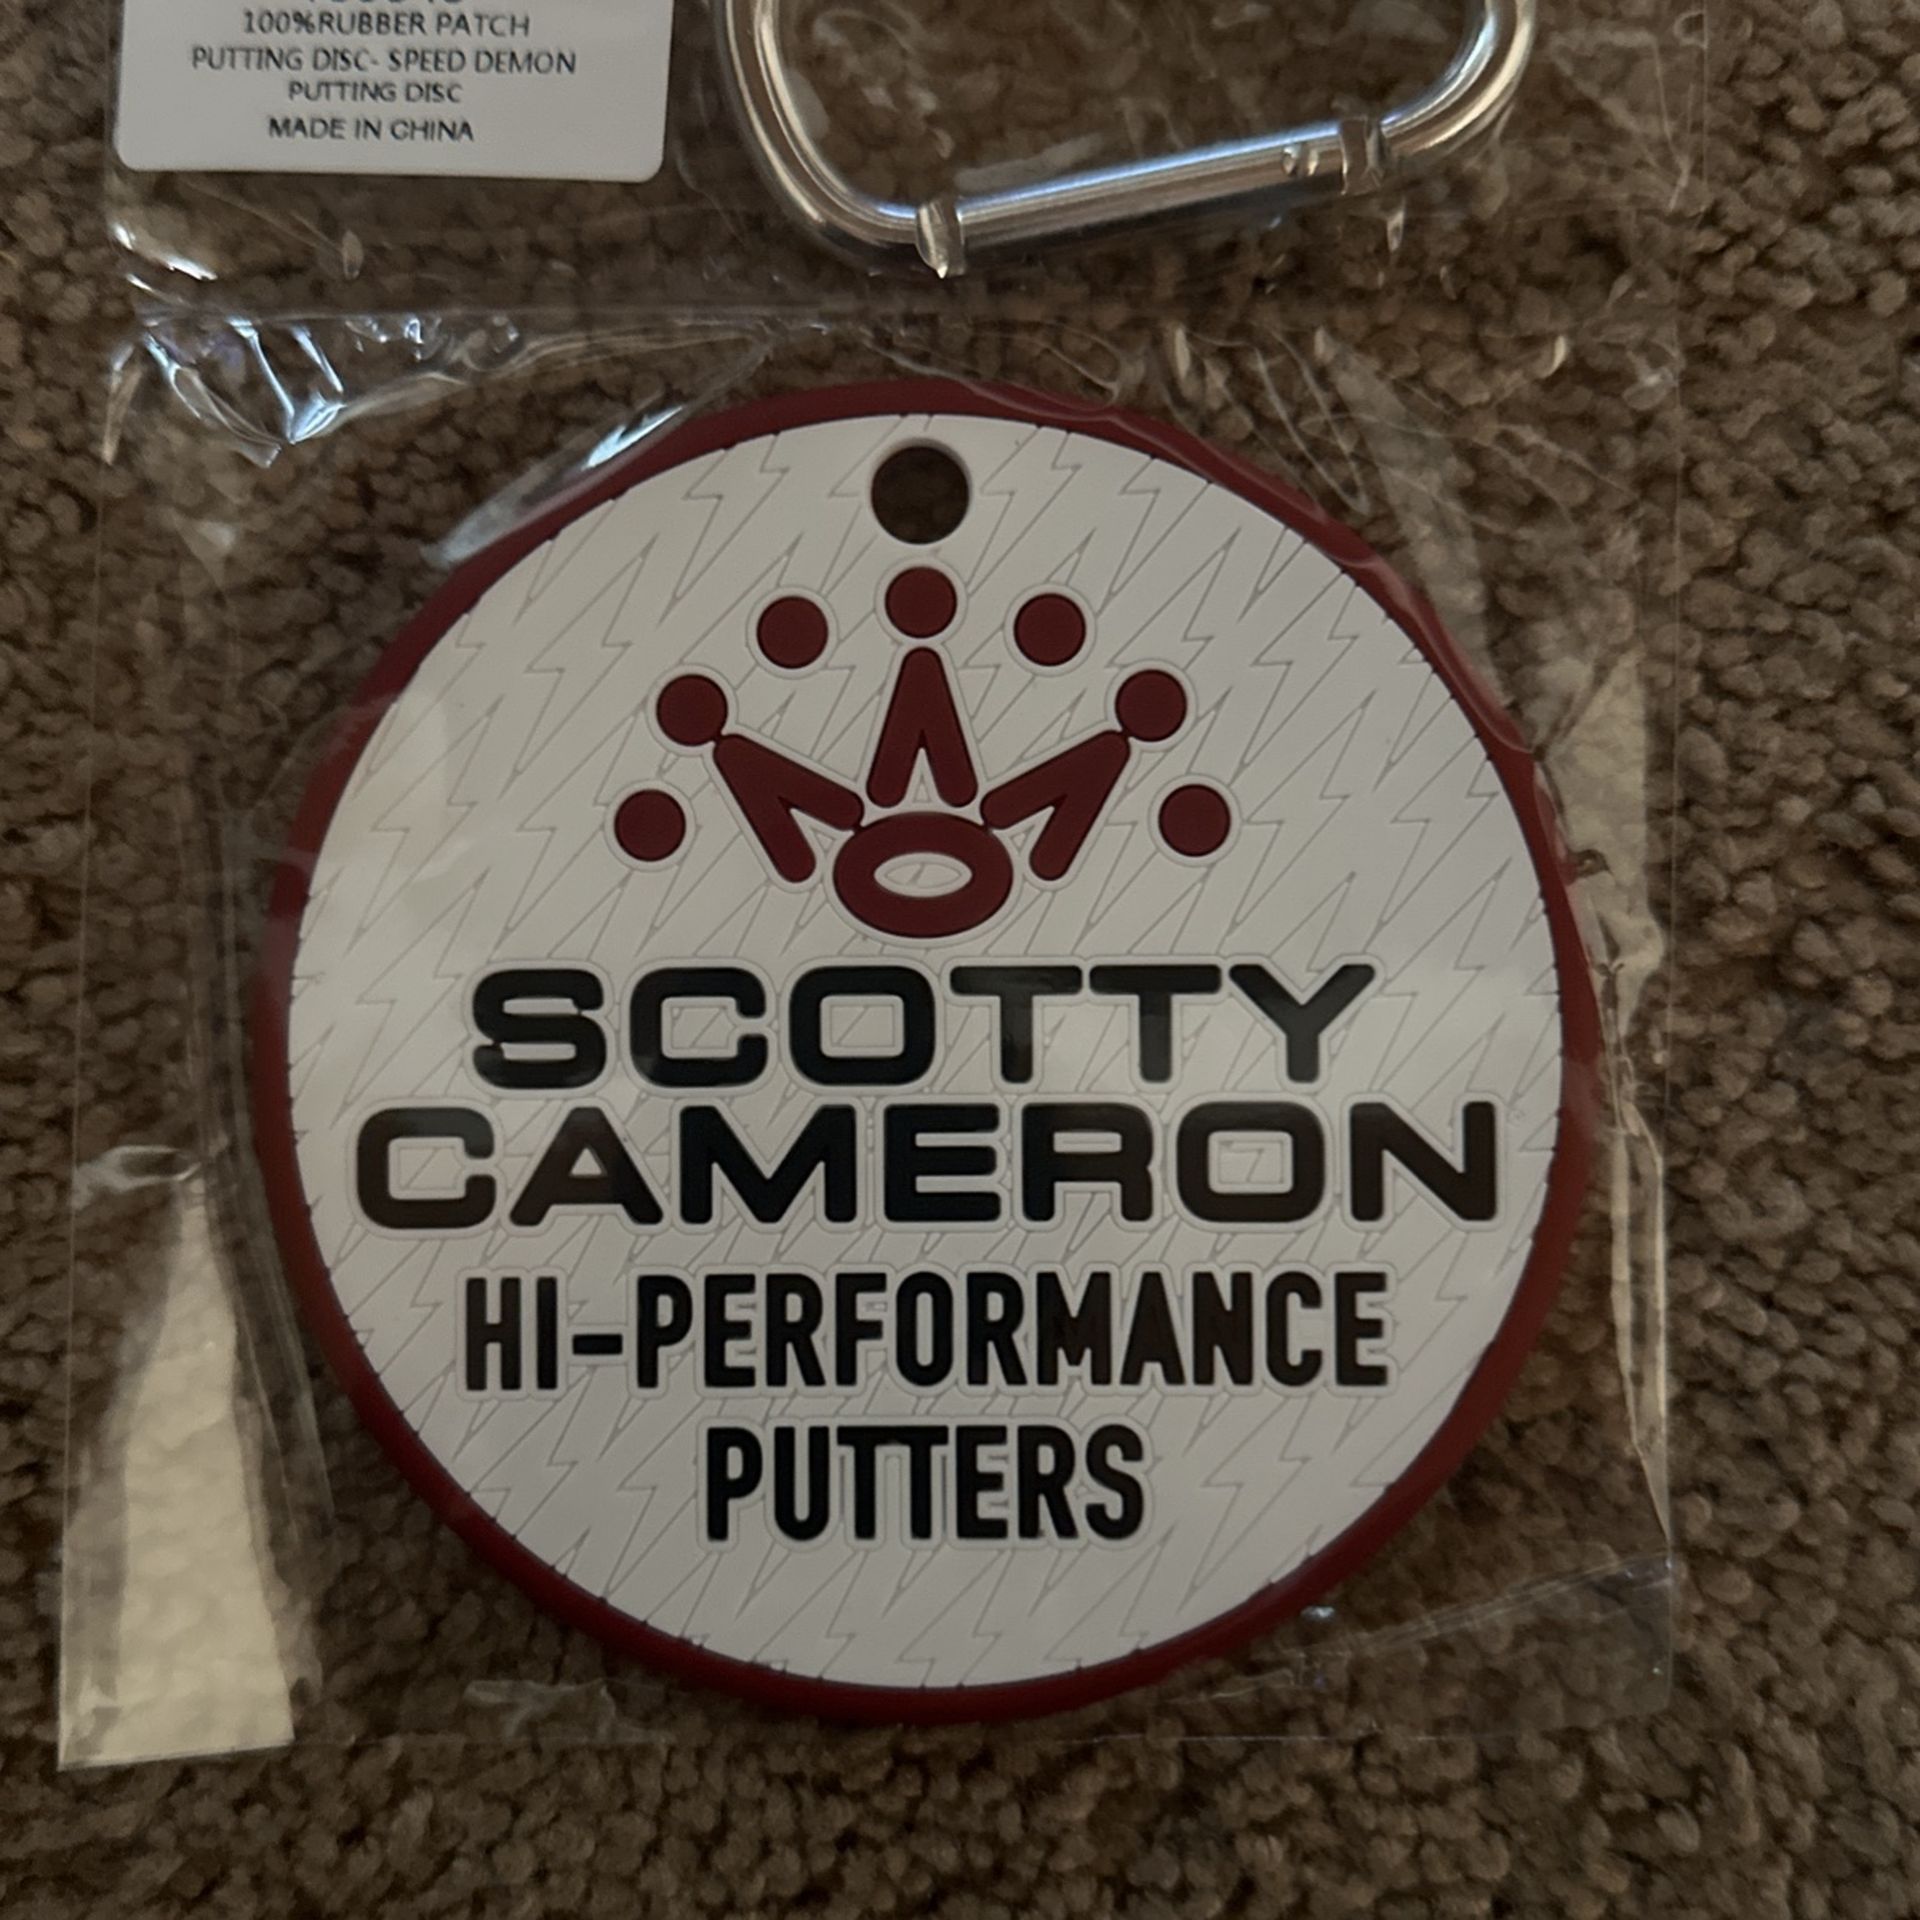 100%RUBBER PATCH
PUTTING DISC- SPEED DEMON
PUTTING DISC
MADE IN CHINA
SCOTTY
CAMERON
HI-PERFORMANCE
PUTTERS